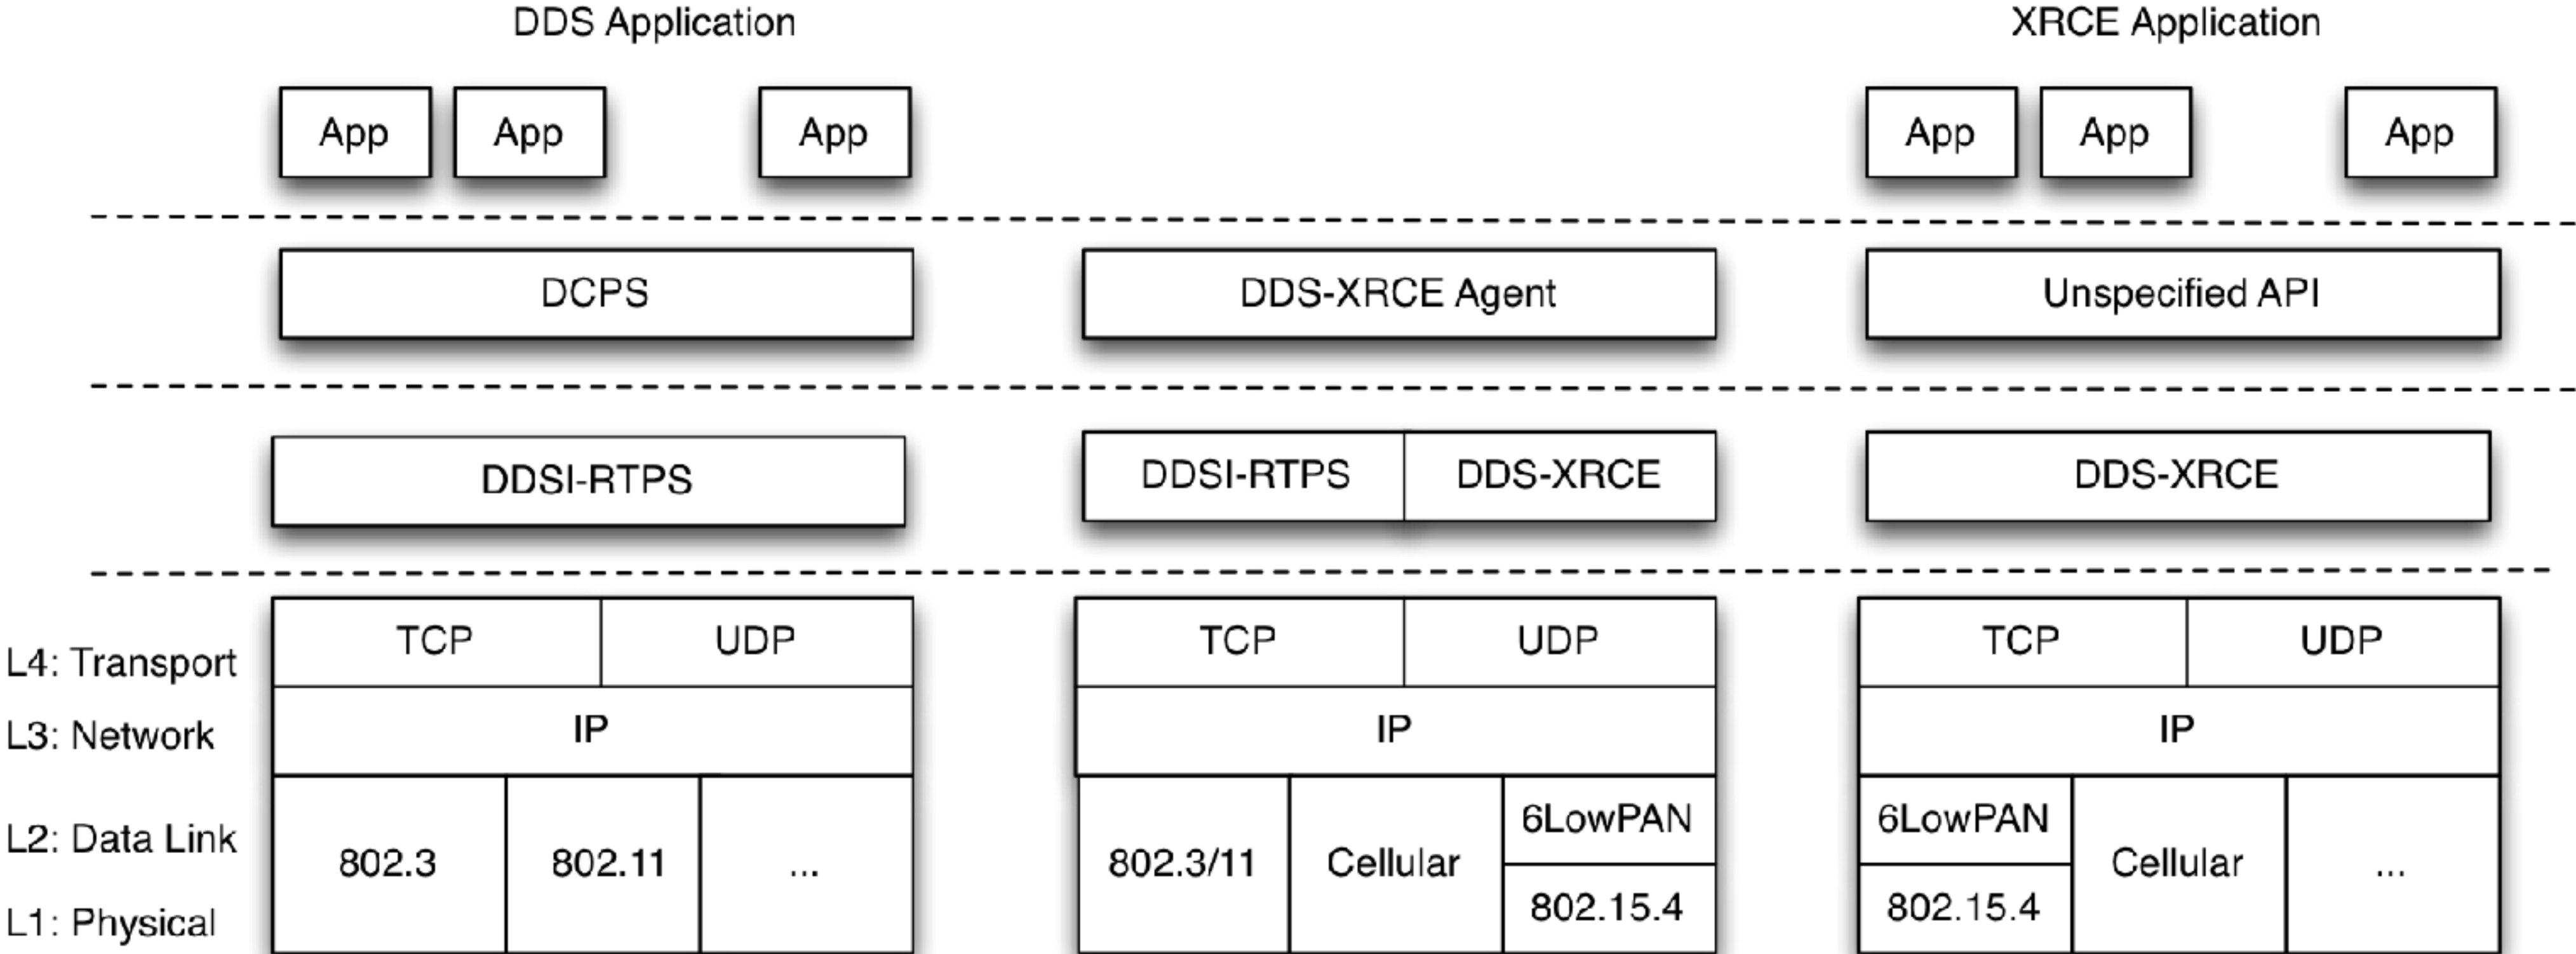 DDS Application
XRCE Application
App App App
App App App
DCPS
DDS-XRCE Agent
Unspecified API
DDSI-RTPS
DDSI-RTPS DDS-XRCE
DDS-XRCE
L4: Transport
TCP UDP
TCP UDP
TCP UDP
L3: Network
IP
IP
IP
L2: Data Link
L1: Physical
802.3 802.11 ...
802.3/11 Cellular 6LowPAN
802.15.4
6LowPAN Cellular ...
802.15.4